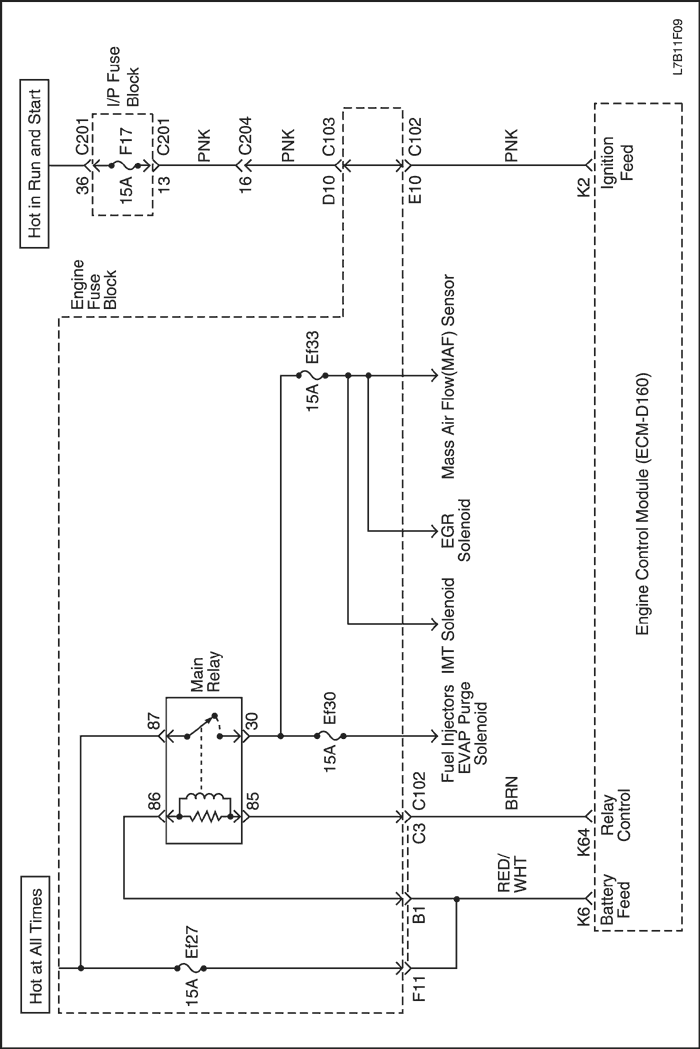 Hot at All Times
Hot in Run and Start
I/P Fuse
Block
36
C201
15A
F17
13
C201
PNK
16
C204
PNK
D10
C103
E10
C102
PNK
K2
Ignition
Feed
Engine
Fuse
Block
Main
Relay
86
87
85
30
15A
Ef27
15A
Ef30
15A
Ef33
Fuel Injectors
EVAP Purge
Solenoid
IMT Solenoid
EGR
Solenoid
Mass Air Flow(MAF) Sensor
F11
B1
C3
C102
RED/
WHT
BRN
K6
Battery
Feed
K64
Relay
Control
Engine Control Module (ECM-D160)
L7B11F09